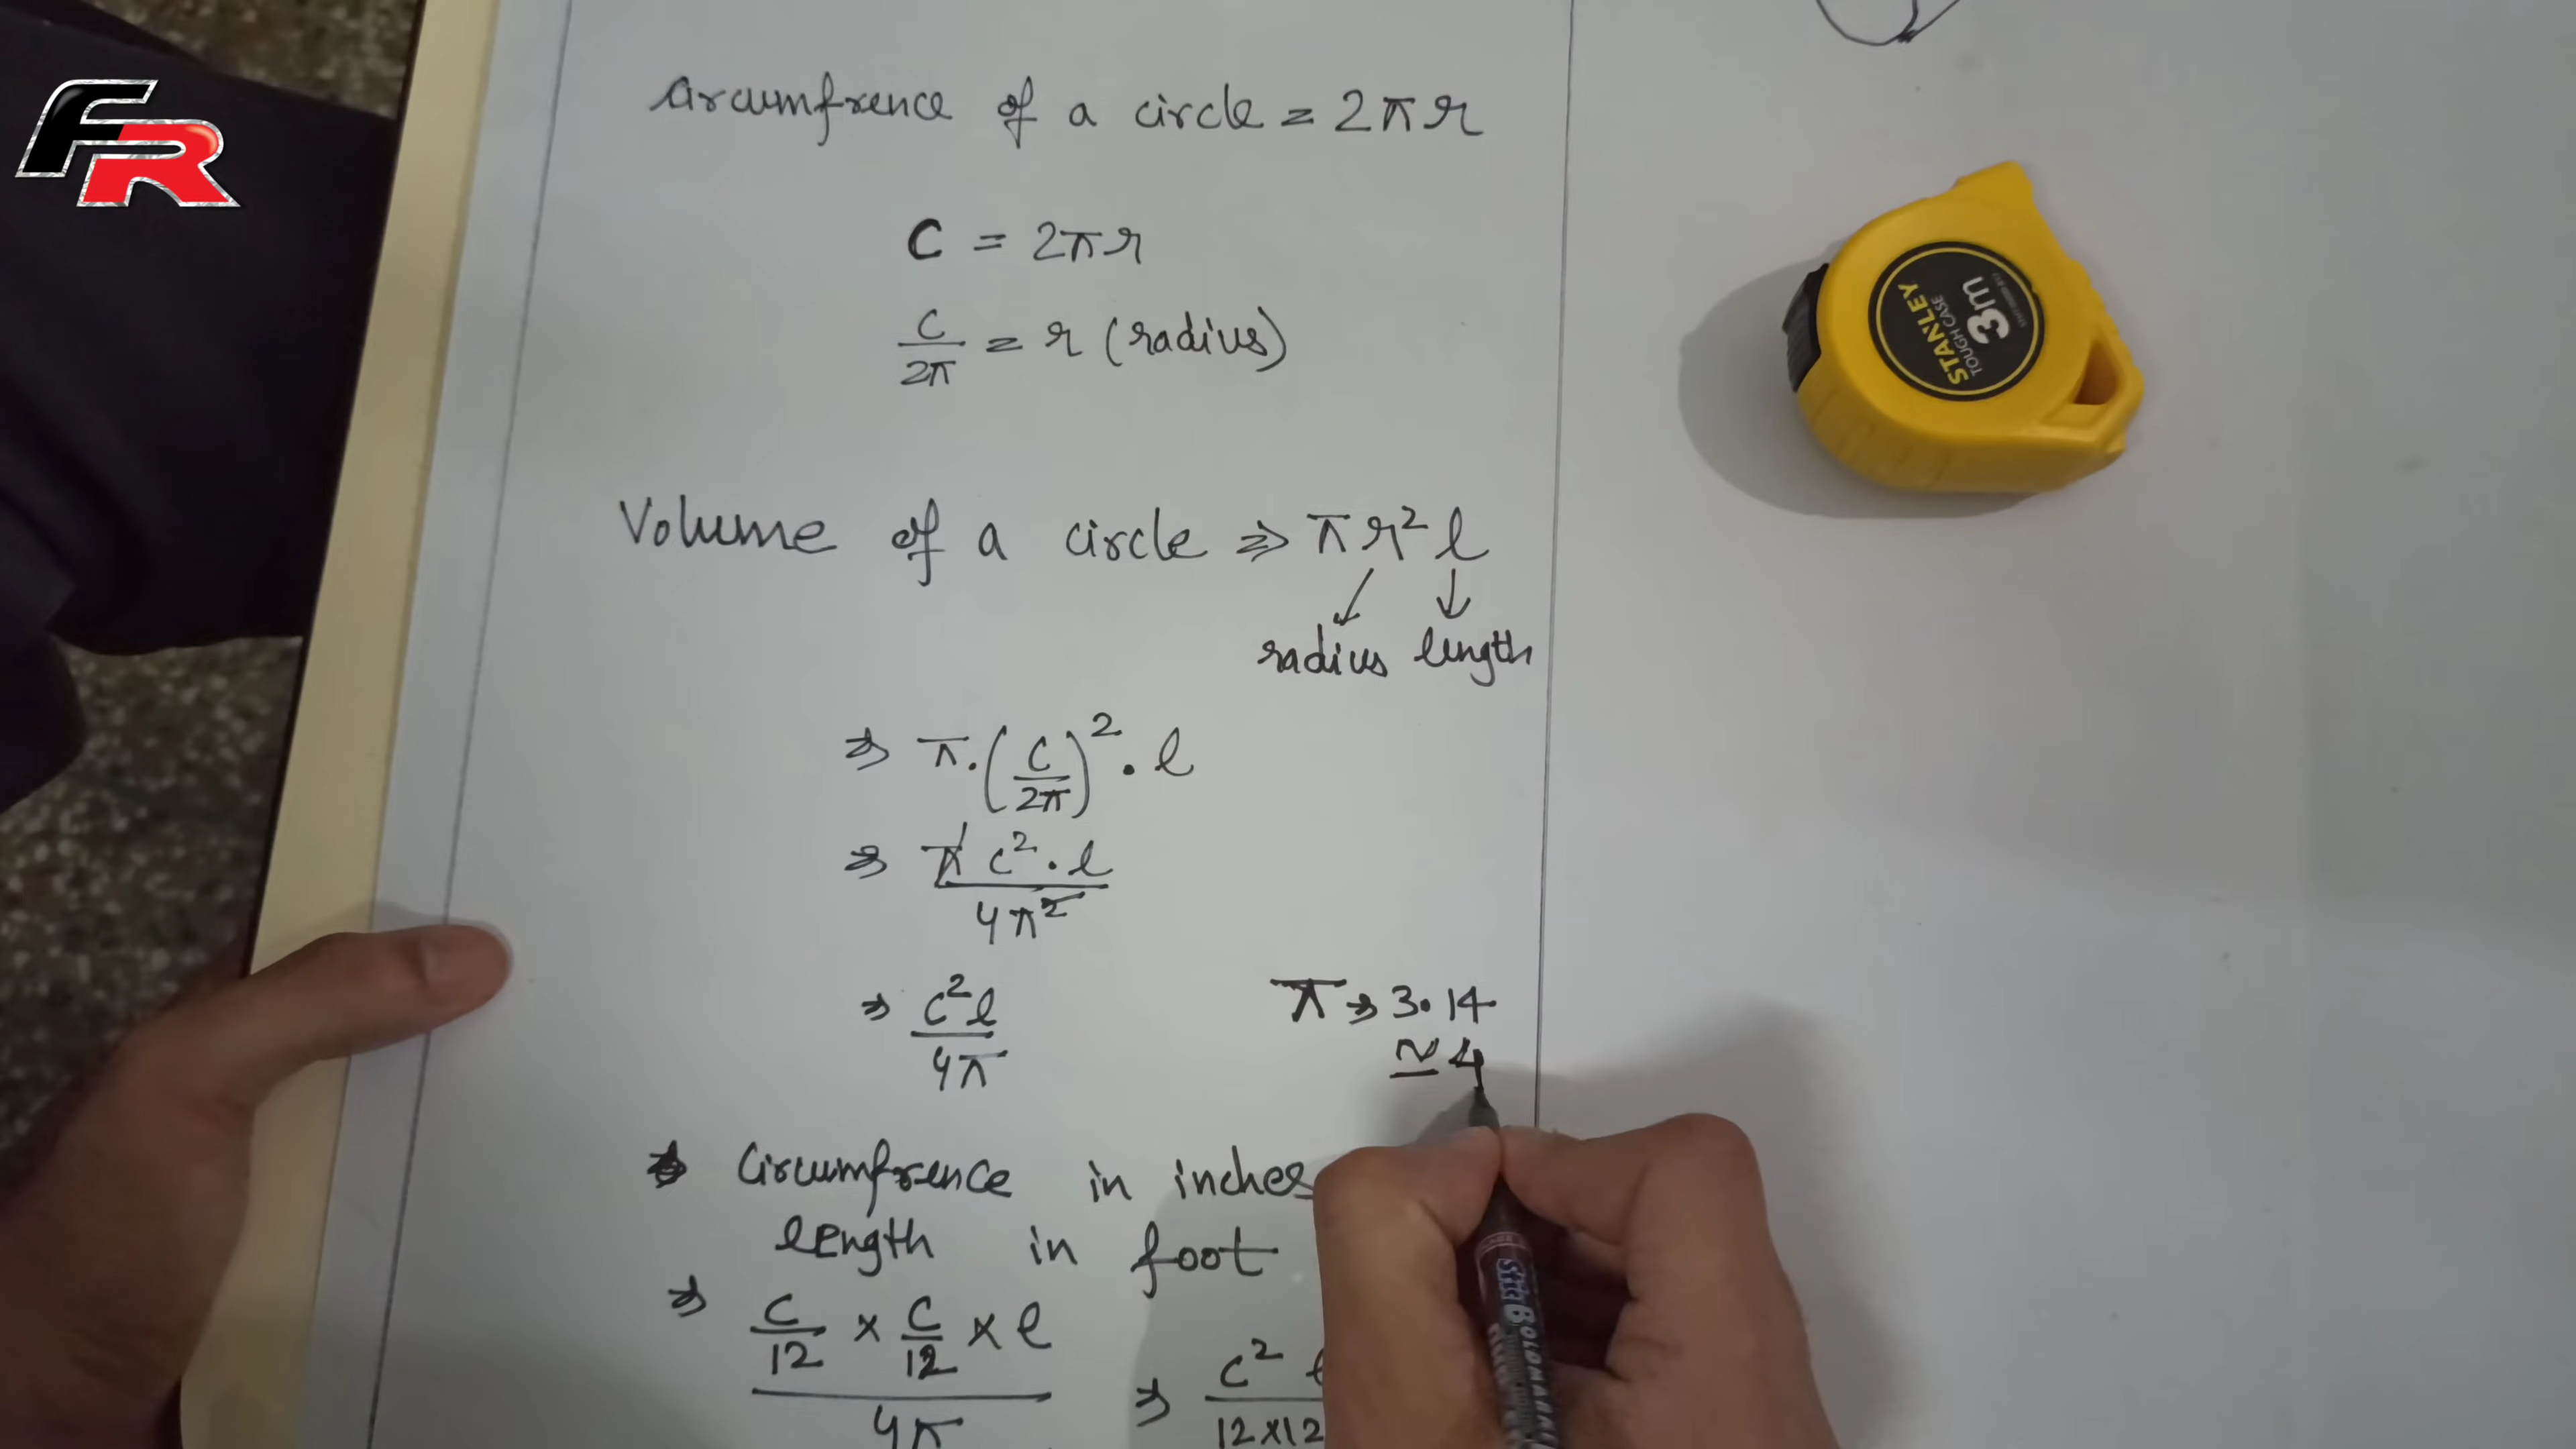 FR
Circumfrence of a circle = 2πr
C = 2πr
C/2π = r (radius)
Volume of a circle ⇒ πr²l
radius length
⇒ π.(C/2π)².l
⇒ πc².l/4π²
⇒ c²l/4π
π ⇒ 3.14
≃ 4
Circumfrence in inches
length in foot
⇒ C/12 × C/12 × l/4π ⇒ c² l/12×12
STANLEY
TOUGH CASE
3m